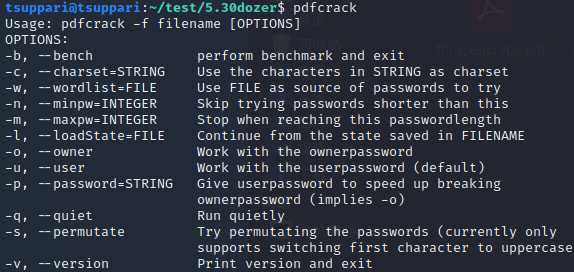 tsuppari@tsuppari:~/test/5.30dozer$ pdfcrack
Usage: pdfcrack -f filename [OPTIONS]
OPTIONS:
-b, --bench perform benchmark and exit
-c, --charset=STRING Use the characters in STRING as charset
-w, --wordlist=FILE Use FILE as source of passwords to try
-n, --minpw=INTEGER Skip trying passwords shorter than this
-m, --maxpw=INTEGER Stop when reaching this passwordlength
-l, --loadState=FILE Continue from the state saved in FILENAME
-o, --owner Work with the ownerpassword
-u, --user Work with the userpassword (default)
-p, --password=STRING Give userpassword to speed up breaking
ownerpassword (implies -o)
-q, --quiet Run quietly
-s, --permutate Try permutating the passwords (currently only
supports switching first character to uppercase
-v, --version Print version and exit
flag_encrypy.pdf